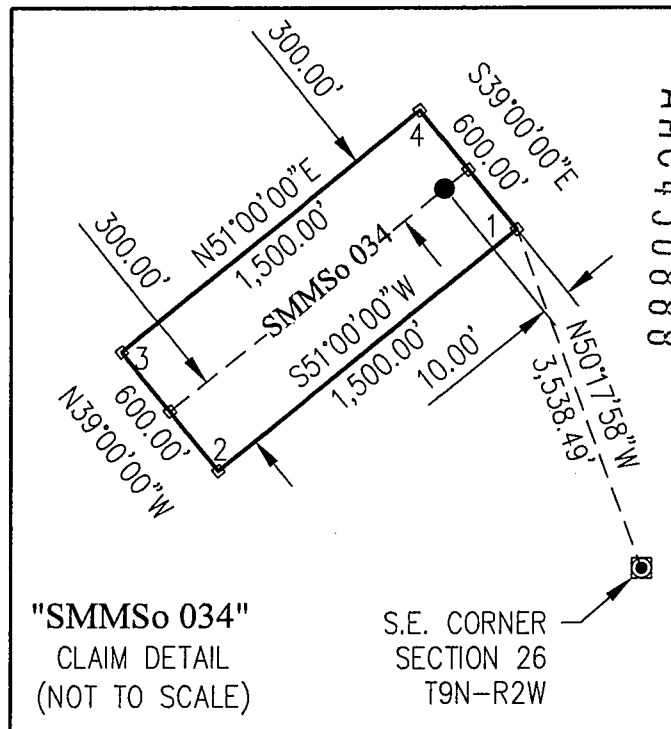 300.00'
S39°00'00"E
600.00'
4
N51°00'00"E
1,500.00'
1
300.00'
SMMSo 034
S51°00'00"W
1,500.00'
10.00'
N50°17'58"W
3,538.49'
3
600.00'
N39°00'00"W
2
"SMMSo 034"
CLAIM DETAIL
(NOT TO SCALE)
S.E. CORNER
SECTION 26
T9N-R2W